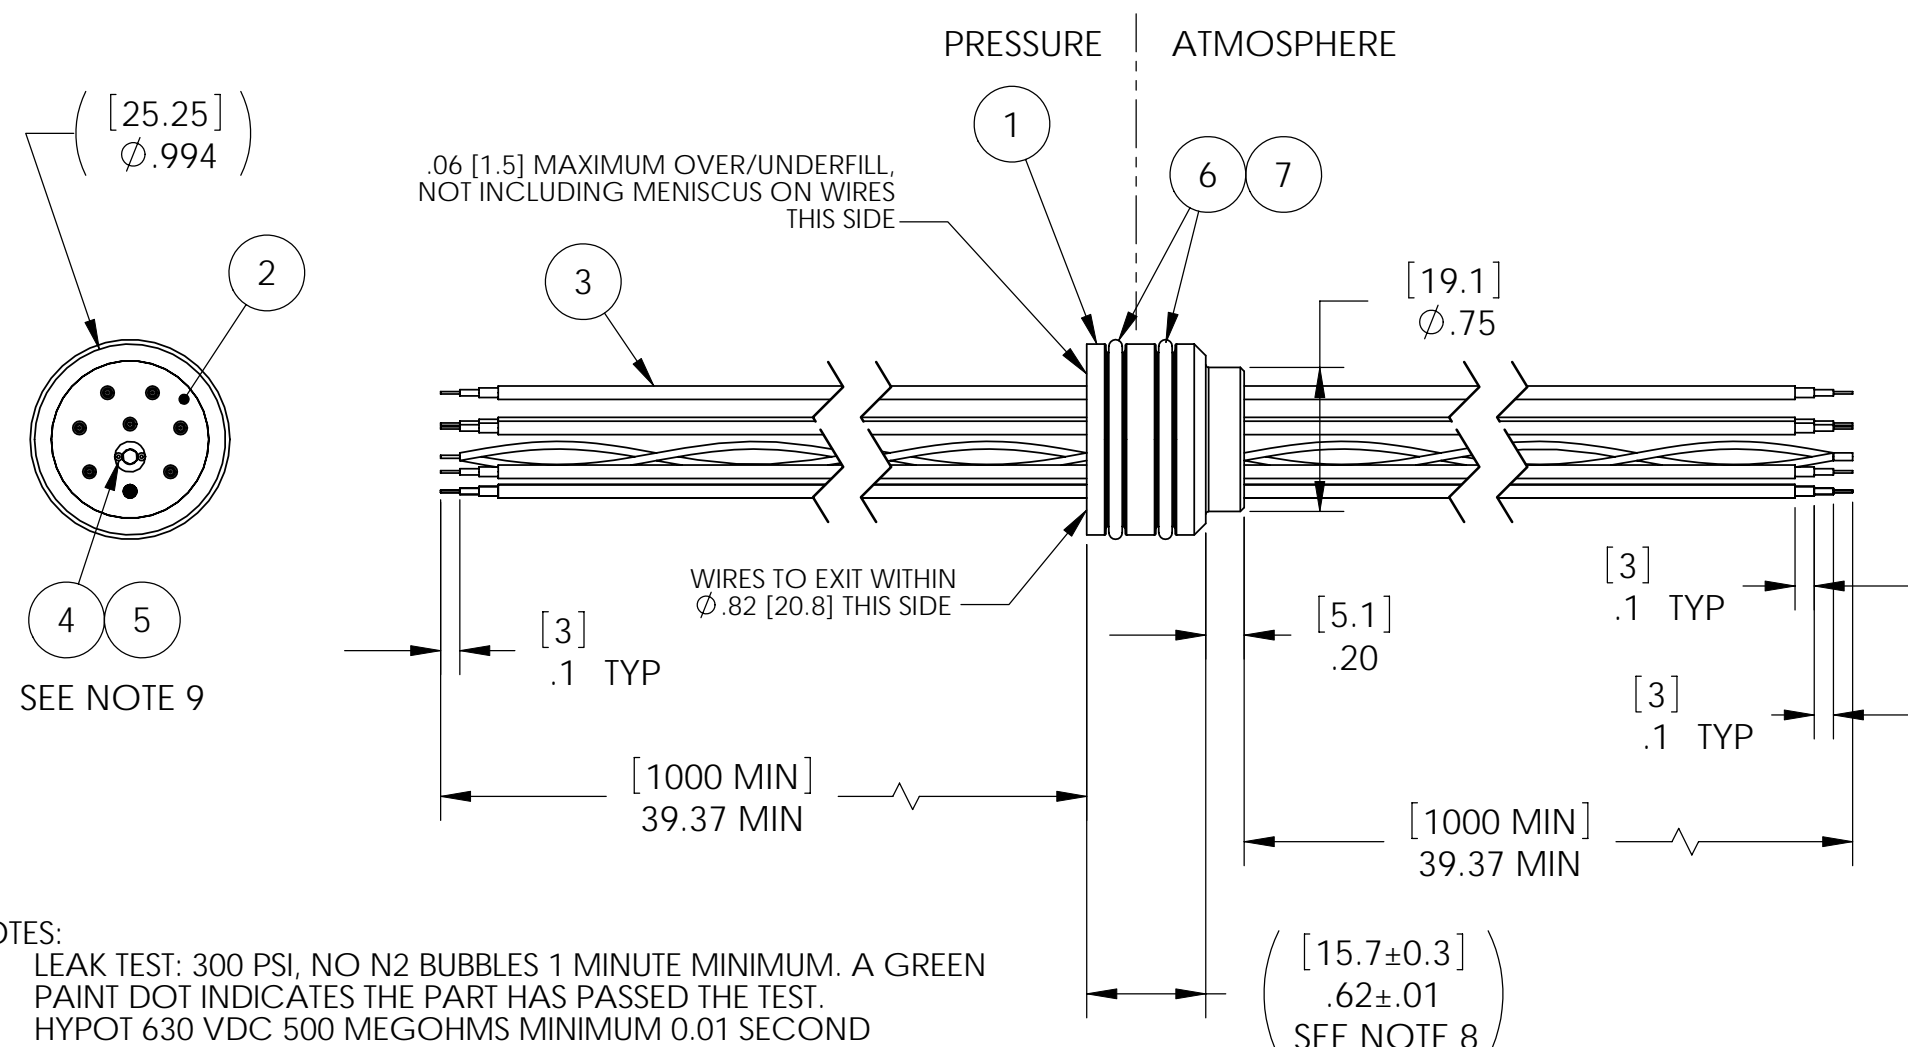 PRESSURE
ATMOSPHERE
[25.25]
Ø.994
1
.06 [1.5] MAXIMUM OVER/UNDERFILL,
NOT INCLUDING MENISCUS ON WIRES
THIS SIDE
6
7
2
3
[19.1]
Ø.75
4
5
SEE NOTE 9
WIRES TO EXIT WITHIN
Ø.82 [20.8] THIS SIDE
[3]
.1 TYP
[5.1]
.20
[3]
.1 TYP
[3]
.1 TYP
[1000 MIN]
39.37 MIN
[1000 MIN]
39.37 MIN
OTES:
LEAK TEST: 300 PSI, NO N2 BUBBLES 1 MINUTE MINIMUM. A GREEN
PAINT DOT INDICATES THE PART HAS PASSED THE TEST.
HYPOT 630 VDC 500 MEGOHMS MINIMUM 0.01 SECOND
[15.7±0.3]
.62±.01
SEE NOTE 8